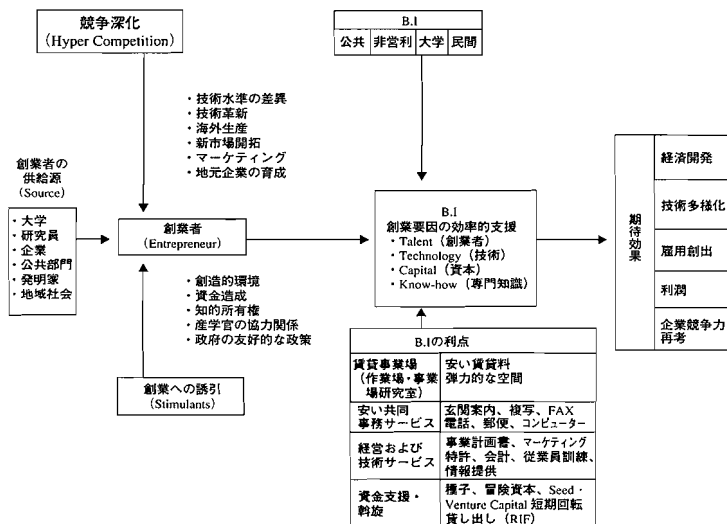 競争深化
(Hyper Competition)
B.I
公共 非営利 大学 民間
・技術水準の差異
・技術革新
・海外生産
・新市場開拓
・マーケティング
・地元企業の育成
創業者の
供給源
(Source)
・大学
・研究員
・企業
・公共部門
・発明家
・地域社会
創業者
(Entrepreneur)
・創造的環境
・資金造成
・知的所有権
・産学官の協力関係
・政府の友好的な政策
創業への誘引
(Stimulants)
B.I
創業要因の効率的支援
・Talent(創業者)
・Technology(技術)
・Capital(資本)
・Know-how(専門知識)
期待効果
経済開発
技術多様化
雇用創出
利潤
企業競争力
再考
B.Iの利点
賃貸事業場
(作業場・事業
場研究室)
安い賃貸料
弾力的な空間
安い共同
事務サービス
玄関案内、複写、FAX
電話、郵便、コンピューター
経営および
技術サービス
事業計画書、マーケティング
特許、会計、従業員訓練、
情報提供
資金支援・
斡旋
種子、冒険資本、Seed・
Venture Capital 短期回転
貸し出し(RIF)